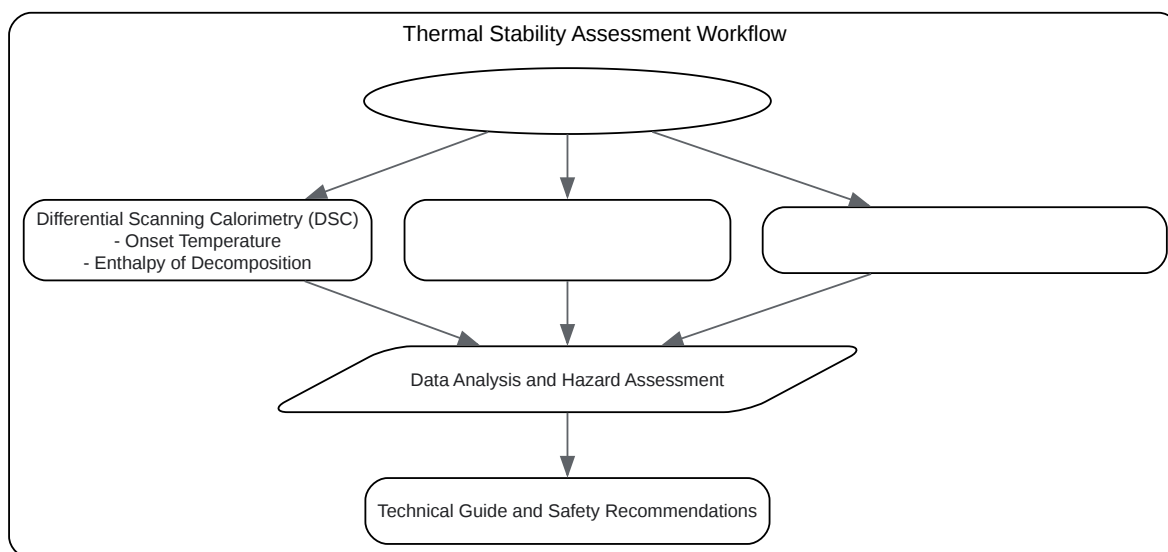 Thermal Stability Assessment Workflow
Differential Scanning Calorimetry (DSC)
- Onset Temperature
- Enthalpy of Decomposition
Data Analysis and Hazard Assessment
Technical Guide and Safety Recommendations